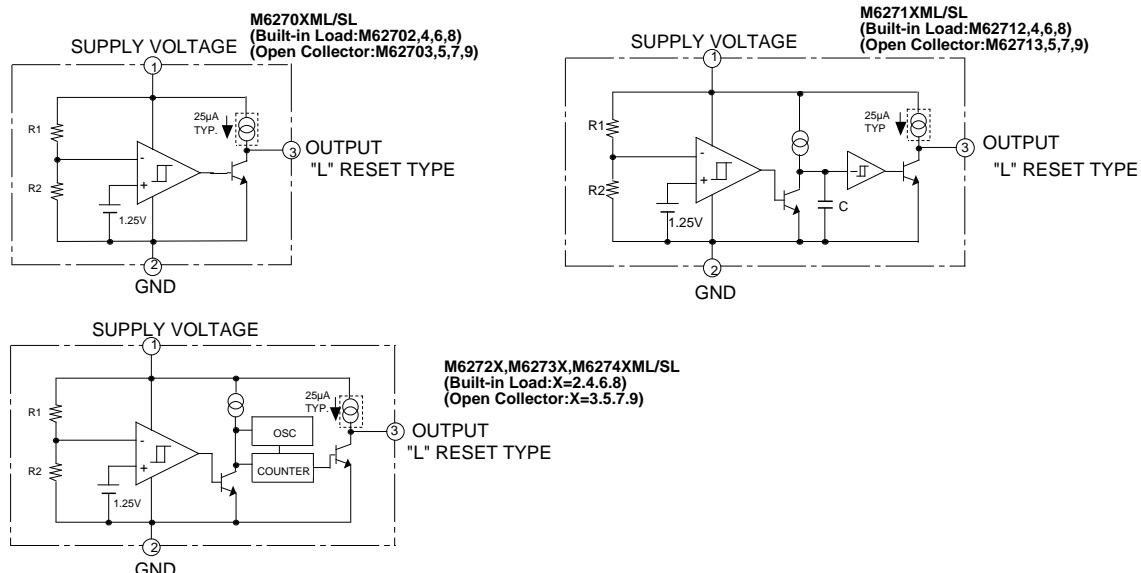 M6270XML/SL
(Built-in Load:M62702,4,6,8)
(Open Collector:M62703,5,7,9)
SUPPLY VOLTAGE
1
R1
R2
-
+
1.25V
25µA
TYP.
3
OUTPUT
"L" RESET TYPE
2
GND
M6271XML/SL
(Built-in Load:M62712,4,6,8)
(Open Collector:M62713,5,7,9)
SUPPLY VOLTAGE
1
R1
R2
-
+
1.25V
C
25µA
TYP
3
OUTPUT
"L" RESET TYPE
2
GND
SUPPLY VOLTAGE
1
M6272X,M6273X,M6274XML/SL
(Built-in Load:X=2.4.6.8)
(Open Collector:X=3.5.7.9)
R1
R2
-
+
1.25V
OSC
COUNTER
25µA
TYP.
3
OUTPUT
"L" RESET TYPE
2
GND